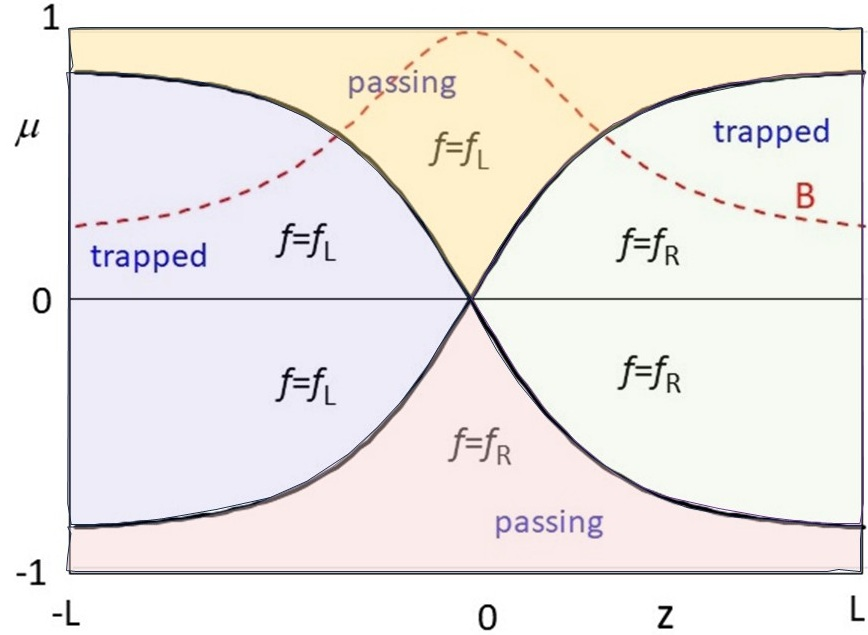 1
passing
μ
trapped
f=fL
B
f=fL
f=fR
trapped
0
f=fL
f=fR
f=fR
passing
-1
-L
0
z
L